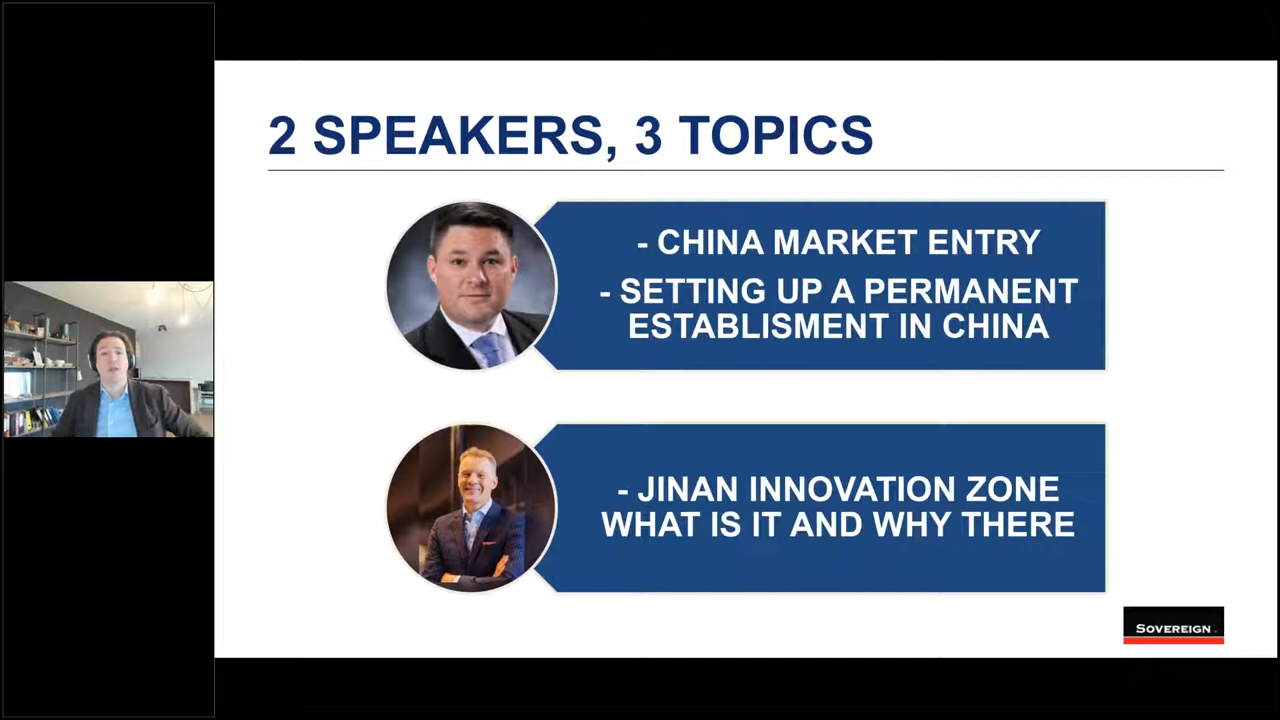 2 SPEAKERS, 3 TOPICS
- CHINA MARKET ENTRY
- SETTING UP A PERMANENT
ESTABLISMENT IN CHINA
- JINAN INNOVATION ZONE
WHAT IS IT AND WHY THERE
SOVEREIGN